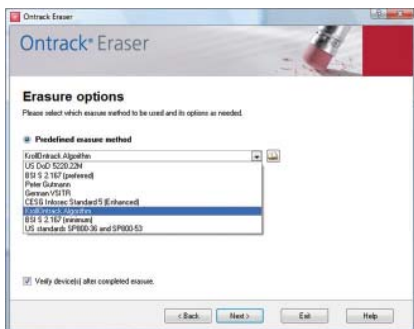 Ontrack Eraser
Ontrack® Eraser
Erasure options
Please select which erasure method to be used and its options as needed.
Predefined erasure method
KrollOntrack Algorithm
US DoD 5220.22M
BSI S 2.167 (preferred)
Peter Gutmann
German VSITR
CESG Infosec Standard 5 (Enhanced)
KrollOntrack Algorithm
BSI S 2.167 (minimum)
US standards SP800-36 and SP800-53
Verify device(s) after completed erasure.
< Back Next > Exit Help